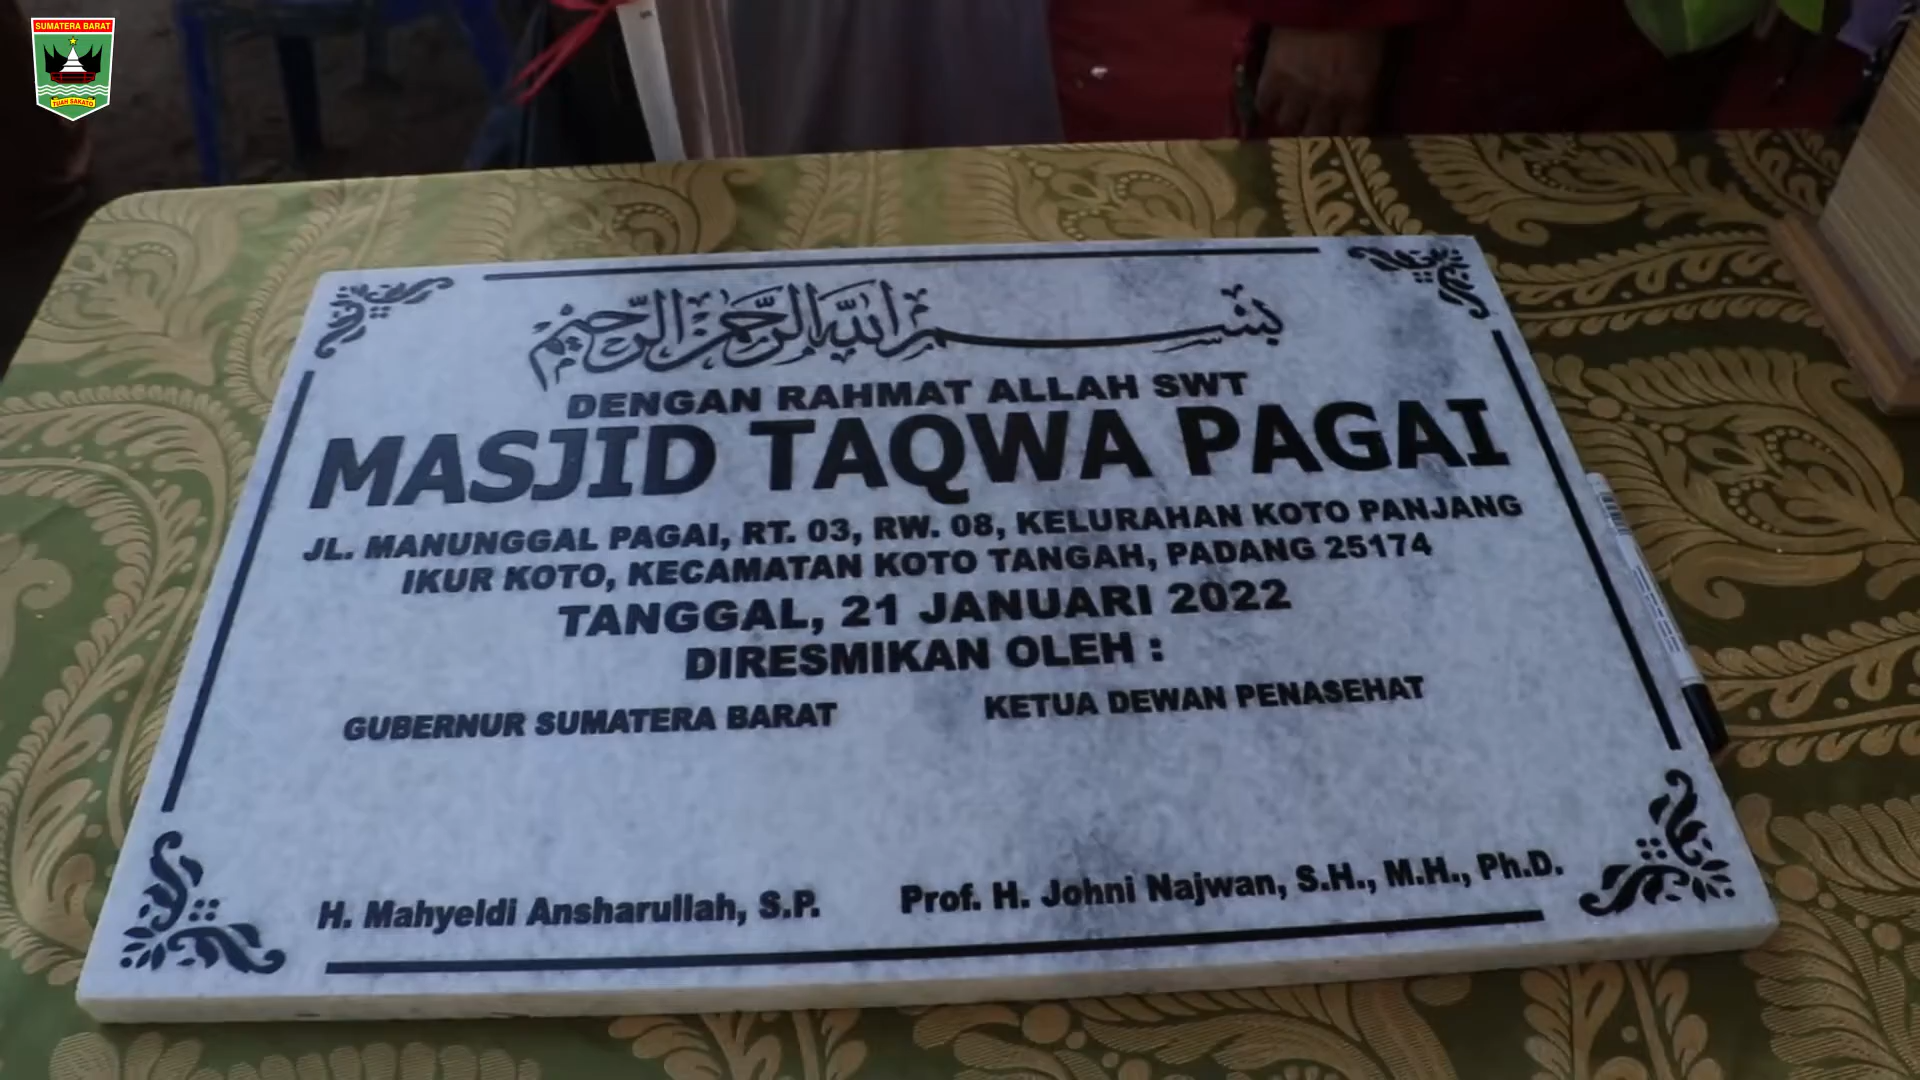 SUMATERA BARAT
TUAH SAKATO
بسم الله الرحمن الرحيم
DENGAN RAHMAT ALLAH SWT
MASJID TAQWA PAGAI
JL. MANUNGGAL PAGAI, RT. 03, RW. 08, KELURAHAN KOTO PANJANG
IKUR KOTO, KECAMATAN KOTO TANGAH, PADANG 25174
TANGGAL, 21 JANUARI 2022
DIRESMIKAN OLEH :
GUBERNUR SUMATERA BARAT
KETUA DEWAN PENASEHAT
H. Mahyeldi Ansharullah, S.P.
Prof. H. Johni Najwan, S.H., M.H., Ph.D.